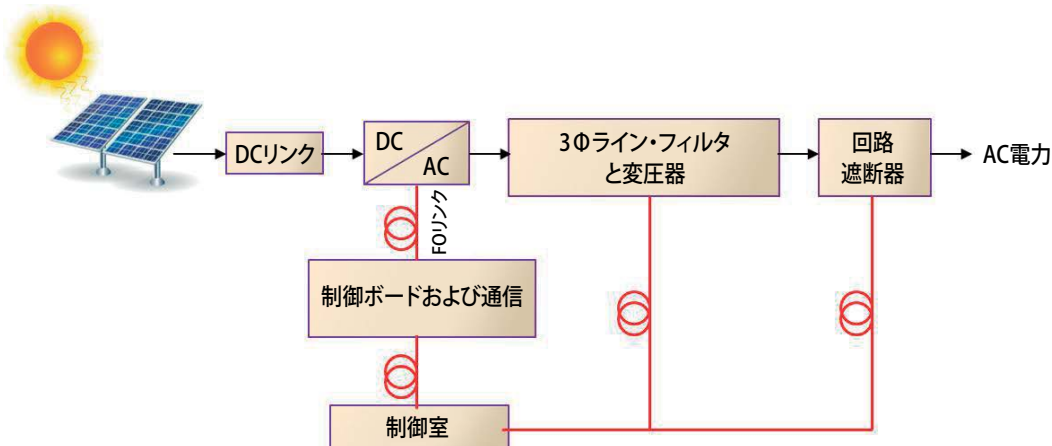 DCリンク
DC
AC
3Φライン・フィルタ
と変圧器
回路
遮断器
AC電力
FOリンク
制御ボードおよび通信
制御室